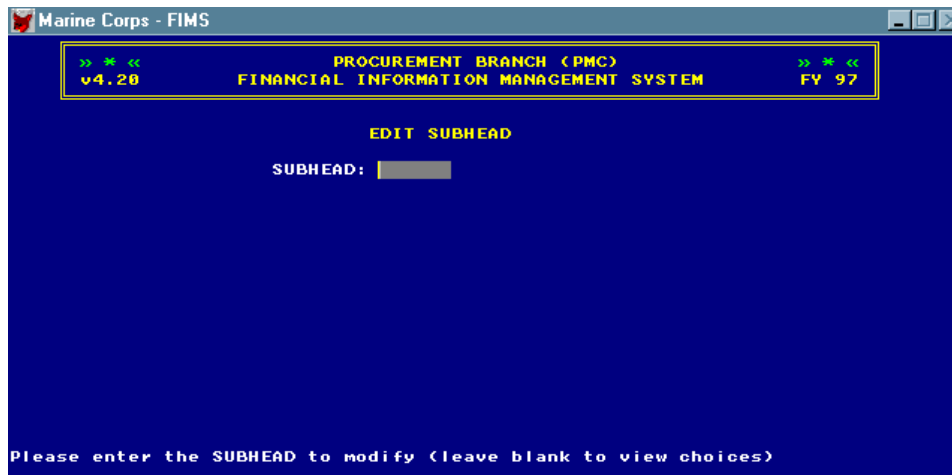 Marine Corps - FIMS
» * « PROCUREMENT BRANCH (PMC) » * «
v4.20 FINANCIAL INFORMATION MANAGEMENT SYSTEM FY 97
EDIT SUBHEAD
SUBHEAD:
Please enter the SUBHEAD to modify (leave blank to view choices)